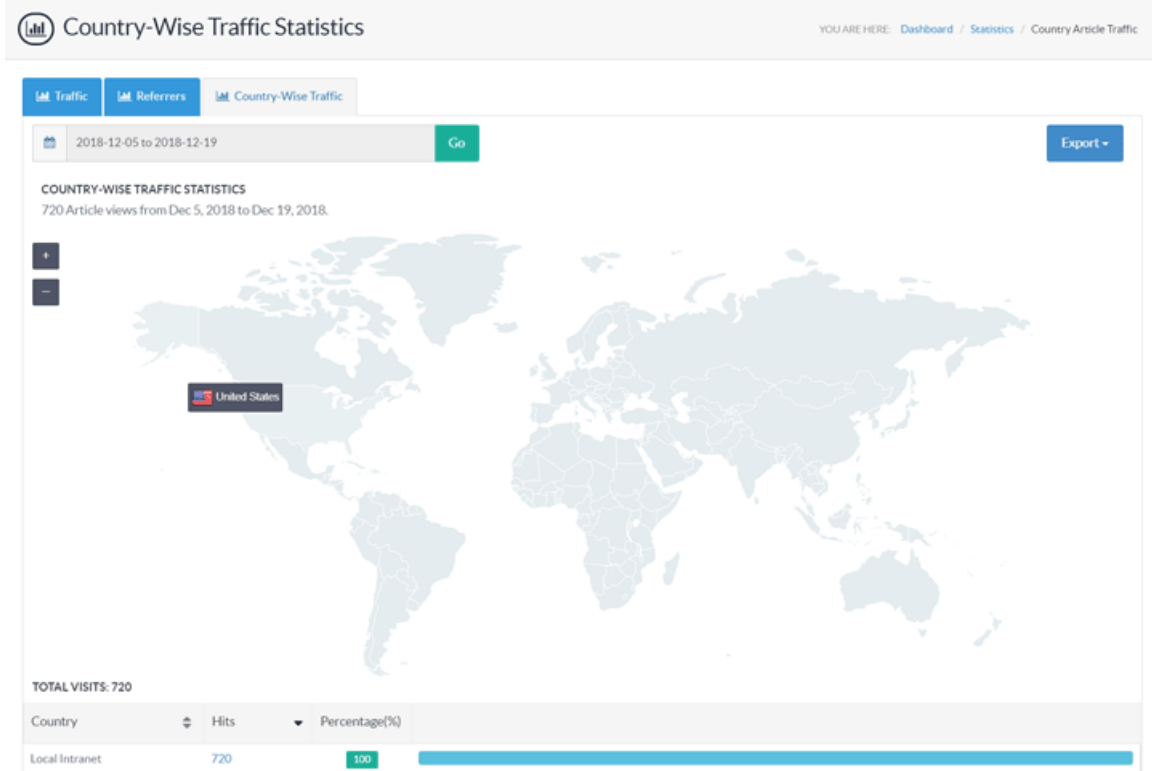 Country-Wise Traffic Statistics
YOU ARE HERE: Dashboard / Statistics / Country Article Traffic
Traffic Referrers Country-Wise Traffic
2018-12-05 to 2018-12-19 Go Export
COUNTRY-WISE TRAFFIC STATISTICS
720 Article views from Dec 5, 2018 to Dec 19, 2018.
+
−
United States
TOTAL VISITS: 720
Country Hits Percentage(%)
Local Intranet 720 100